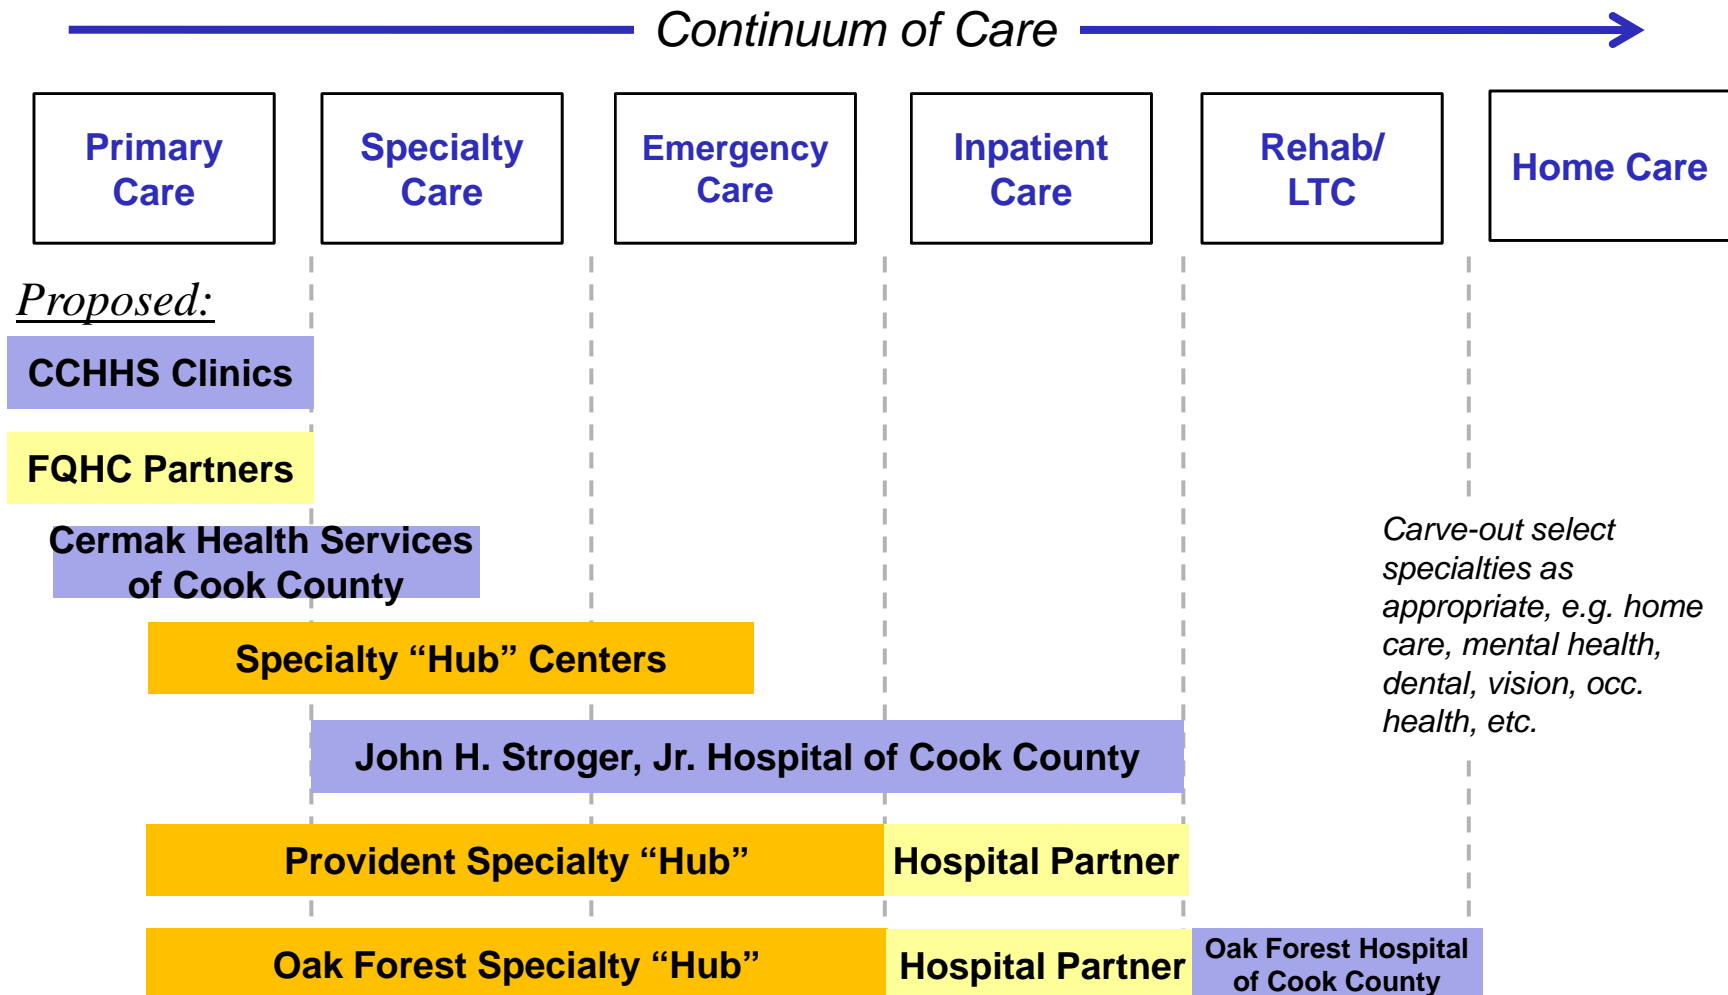 Continuum of Care
Primary
Care
Specialty
Care
Emergency
Care
Inpatient
Care
Rehab/
LTC
Home Care
Proposed:
CCHHS Clinics
FQHC Partners
Cermak Health Services
of Cook County
Specialty “Hub” Centers
Carve-out select
specialties as
appropriate, e.g. home
care, mental health,
dental, vision, occ.
health, etc.
John H. Stroger, Jr. Hospital of Cook County
Provident Specialty “Hub”
Hospital Partner
Oak Forest Specialty “Hub”
Hospital Partner
Oak Forest Hospital
of Cook County